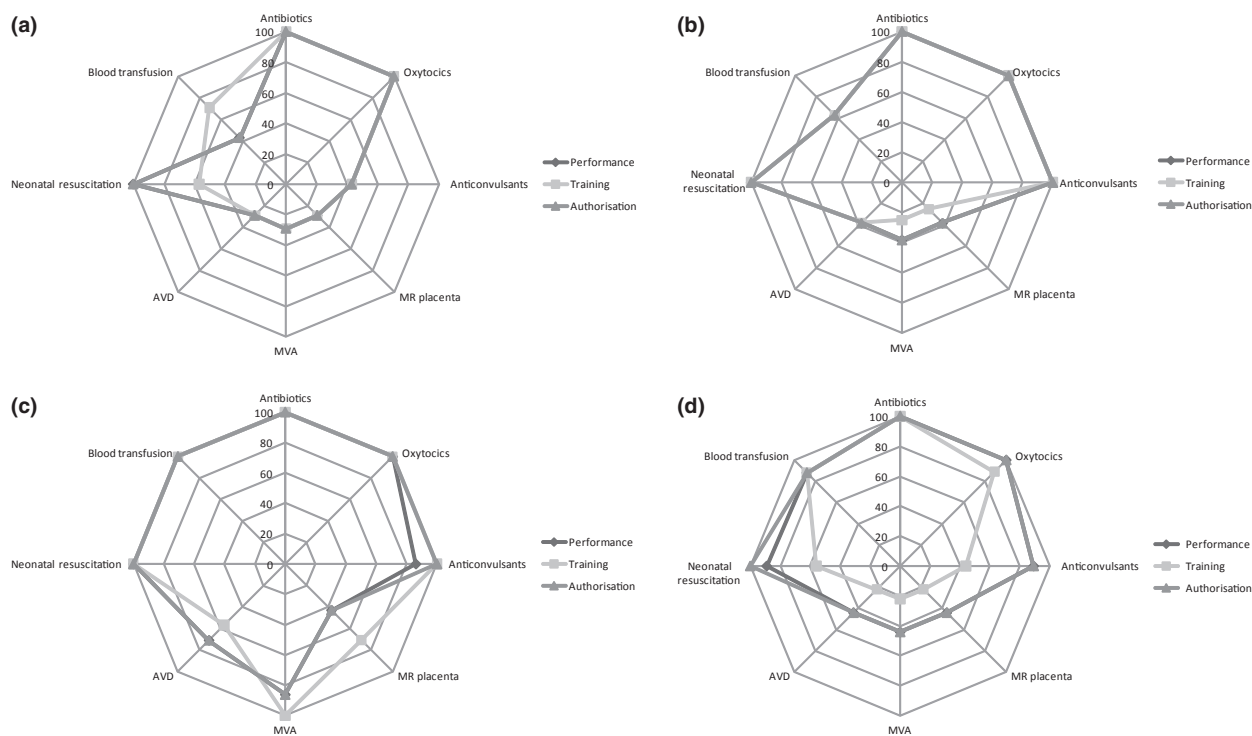 (a)
Antibiotics
100
80
60
40
20
0
Oxytocics
Anticonvulsants
MR placenta
MVA
AVD
Neonatal resuscitation
Blood transfusion
Performance
Training
Authorisation
(b)
Antibiotics
100
80
60
40
20
0
Oxytocics
Anticonvulsants
MR placenta
MVA
AVD
Neonatal
resuscitation
Blood transfusion
Performance
Training
Authorisation
(c)
Antibiotics
100
80
60
40
20
0
Oxytocics
Anticonvulsants
MR placenta
MVA
AVD
Neonatal resuscitation
Blood transfusion
Performance
Training
Authorisation
(d)
Antibiotics
100
80
60
40
20
0
Oxytocics
Anticonvulsants
MR placenta
MVA
AVD
Neonatal
resuscitation
Blood transfusion
Performance
Training
Authorisation